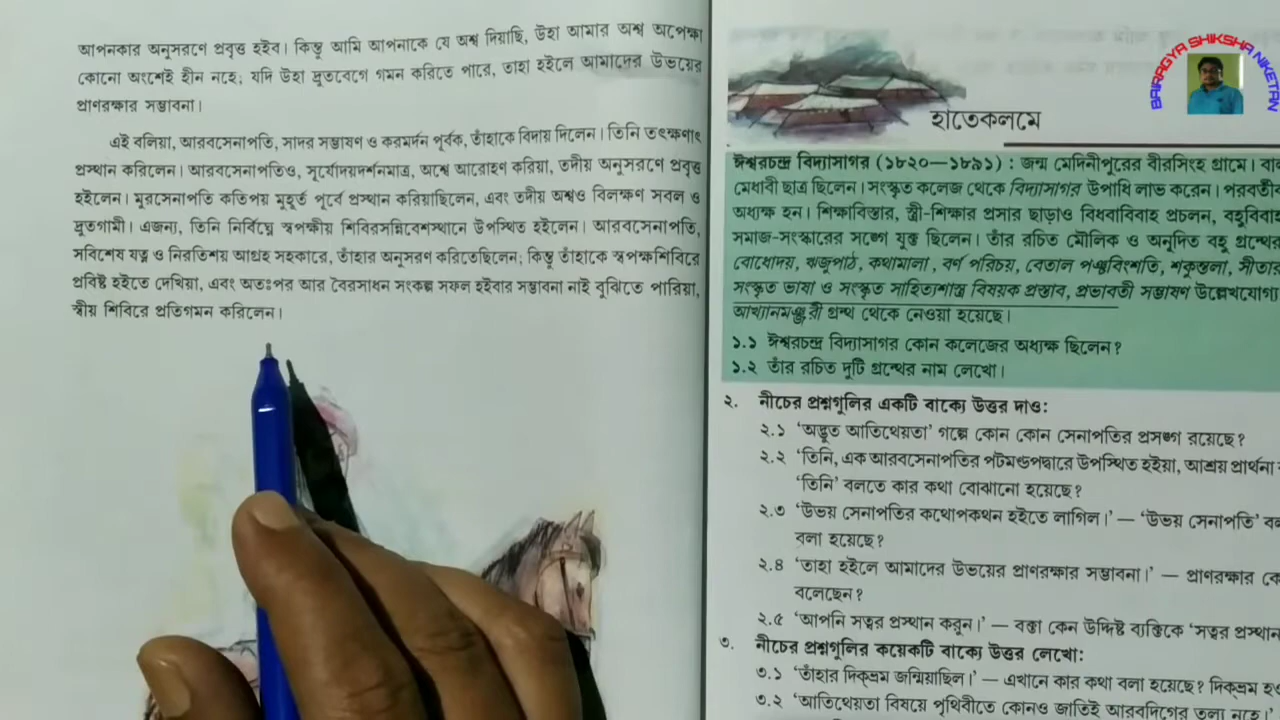 আপনকার অনুসরণে প্রবৃত্ত হইব। কিন্তু আমি আপনাকে যে অশ্ব দিয়াছি, উহা আমার অশ্ব অপেক্ষা
কোনো অংশেই হীন নহে; যদি উহা দ্রুতবেগে গমন করিতে পারে, তাহা হইলে আমাদের উভয়ের
প্রাণরক্ষার সম্ভাবনা।
এই বলিয়া, আরবসেনাপতি, সাদর সম্ভাষণ ও করমর্দন পূর্বক, তাঁহাকে বিদায় দিলেন। তিনি তৎক্ষণাৎ
প্রস্থান করিলেন। আরবসেনাপতিও, সূর্যোদয়দর্শনমাত্র, অশ্বে আরোহণ করিয়া, তদীয় অনুসরণে প্রবৃত্ত
হইলেন। মুরসেনাপতি কতিপয় মুহূর্ত পূর্বে প্রস্থান করিয়াছিলেন, এবং তদীয় অশ্বও বিলক্ষণ সবল ও
দ্রুতগামী। এজন্য, তিনি নির্বিঘ্নে স্বপক্ষীয় শিবিরসন্নিবেশস্থানে উপস্থিত হইলেন। আরবসেনাপতি,
সবিশেষ যত্ন ও নিরতিশয় আগ্রহ সহকারে, তাঁহার অনুসরণ করিতেছিলেন; কিন্তু তাঁহাকে স্বপক্ষশিবিরে
প্রবিষ্ট হইতে দেখিয়া, এবং অতঃপর আর বৈরসাধন সংকল্প সফল হইবার সম্ভাবনা নাই বুঝিতে পারিয়া,
স্বীয় শিবিরে প্রতিগমন করিলেন।
BAIRAGYA SHIKSHA NIKETAN
হাতেকলমে
ঈশ্বরচন্দ্র বিদ্যাসাগর (১৮২০—১৮৯১) : জন্ম মেদিনীপুরের বীরসিংহ গ্রামে।
মেধাবী ছাত্র ছিলেন। সংস্কৃত কলেজ থেকে বিদ্যাসাগর উপাধি লাভ করেন। পরবর্তী
অধ্যক্ষ হন। শিক্ষাবিস্তার, স্ত্রী-শিক্ষার প্রসার ছাড়াও বিধবাবিবাহ প্রচলন, বহুবিবাহ
সমাজ-সংস্কারের সঙ্গে যুক্ত ছিলেন। তাঁর রচিত মৌলিক ও অনূদিত বহু গ্রন্থের
বোধোদয়, ঋজুপাঠ, কথামালা, বর্ণ পরিচয়, বেতাল পঞ্চবিংশতি, শকুন্তলা, সীতার
সংস্কৃত ভাষা ও সংস্কৃত সাহিত্যশাস্ত্র বিষয়ক প্রস্তাব, প্রভাবতী সম্ভাষণ উল্লেখযোগ্য
আখ্যানমঞ্জরী গ্রন্থ থেকে নেওয়া হয়েছে।
১.১ ঈশ্বরচন্দ্র বিদ্যাসাগর কোন কলেজের অধ্যক্ষ ছিলেন?
১.২ তাঁর রচিত দুটি গ্রন্থের নাম লেখো।
২. নীচের প্রশ্নগুলির একটি বাক্যে উত্তর দাও:
২.১ ‘অদ্ভুত আতিথেয়তা’ গল্পে কোন কোন সেনাপতির প্রসঙ্গ রয়েছে?
২.২ ‘তিনি, এক আরবসেনাপতির পটমণ্ডপদ্বারে উপস্থিত হইয়া, আশ্রয় প্রার্থনা
‘তিনি’ বলতে কার কথা বোঝানো হয়েছে?
২.৩ ‘উভয় সেনাপতির কথোপকথন হইতে লাগিল।’ — ‘উভয় সেনাপতি’
বলা হয়েছে?
২.৪ ‘তাহা হইলে আমাদের উভয়ের প্রাণরক্ষার সম্ভাবনা।’ — প্রাণরক্ষার
বলেছেন?
২.৫ ‘আপনি সত্বর প্রস্থান করুন।’ — বক্তা কেন উদ্দিষ্ট ব্যক্তিকে ‘সত্বর প্রস্থান
৩. নীচের প্রশ্নগুলির কয়েকটি বাক্যে উত্তর লেখো:
৩.১ ‘তাঁহার দিক্‌ভ্রম জন্মিয়াছিল।’ — এখানে কার কথা বলা হয়েছে?
৩.২ ‘আতিথেয়তা বিষয়ে পৃথিবীতে কোনও জাতিই আরবদিগের তুল্য নহে।’